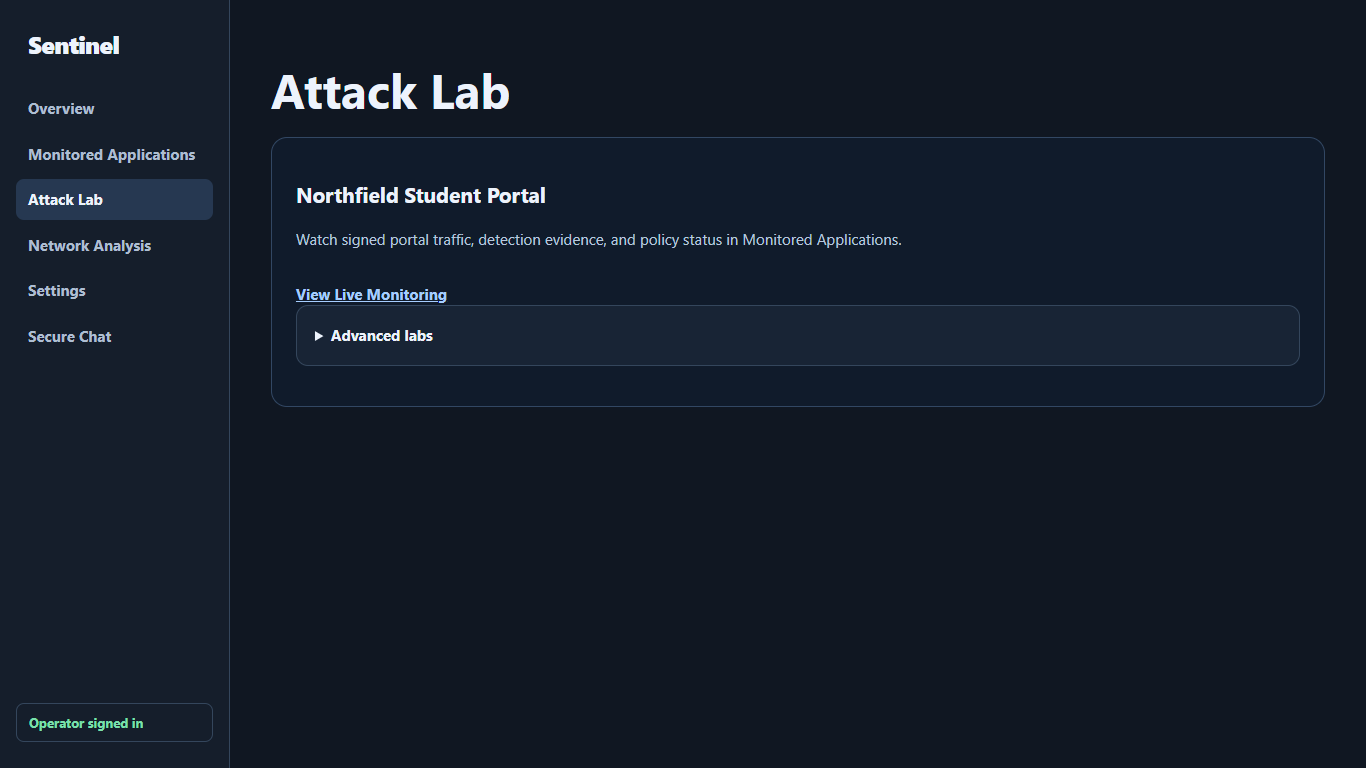 Sentinel
Overview
Monitored Applications
Attack Lab
Network Analysis
Settings
Secure Chat
Operator signed in
Attack Lab
Northfield Student Portal
Watch signed portal traffic, detection evidence, and policy status in Monitored Applications.
View Live Monitoring
Advanced labs